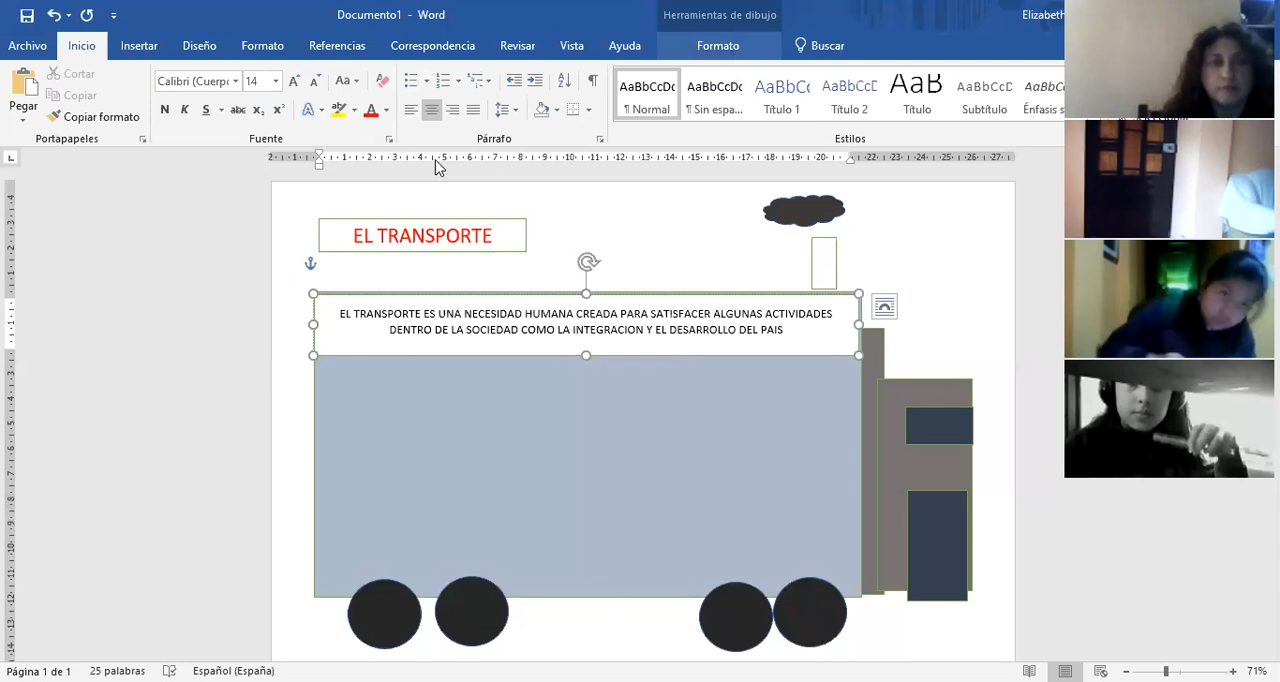 Documento1 - Word
Herramientas de dibujo
Elizabeth
Archivo Inicio Insertar Diseño Formato Referencias Correspondencia Revisar Vista Ayuda Formato Buscar
Pegar
Cortar
Copiar
Copiar formato
Portapapeles
Calibri (Cuerpo 14
Fuente
Párrafo
AaBbCcDc AaBbCcDc AaBbCc AaBbCcD AaB AaBbCcD AaBbCcD
¶ Normal ¶ Sin espa... Título 1 Título 2 Título Subtítulo Énfasis s
Estilos
EL TRANSPORTE
EL TRANSPORTE ES UNA NECESIDAD HUMANA CREADA PARA SATISFACER ALGUNAS ACTIVIDADES
DENTRO DE LA SOCIEDAD COMO LA INTEGRACION Y EL DESARROLLO DEL PAIS
Página 1 de 1 25 palabras Español (España) 71%